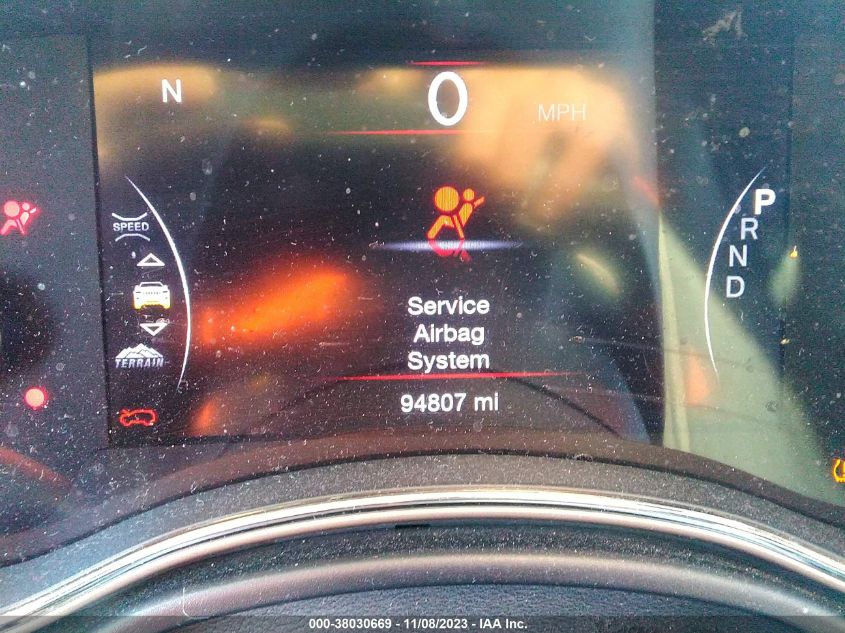 N
0
MPH
SPEED
TERRAIN
P
R
N
D
Service
Airbag
System
94807 mi
000-38030669 - 11/08/2023 - IAA Inc.